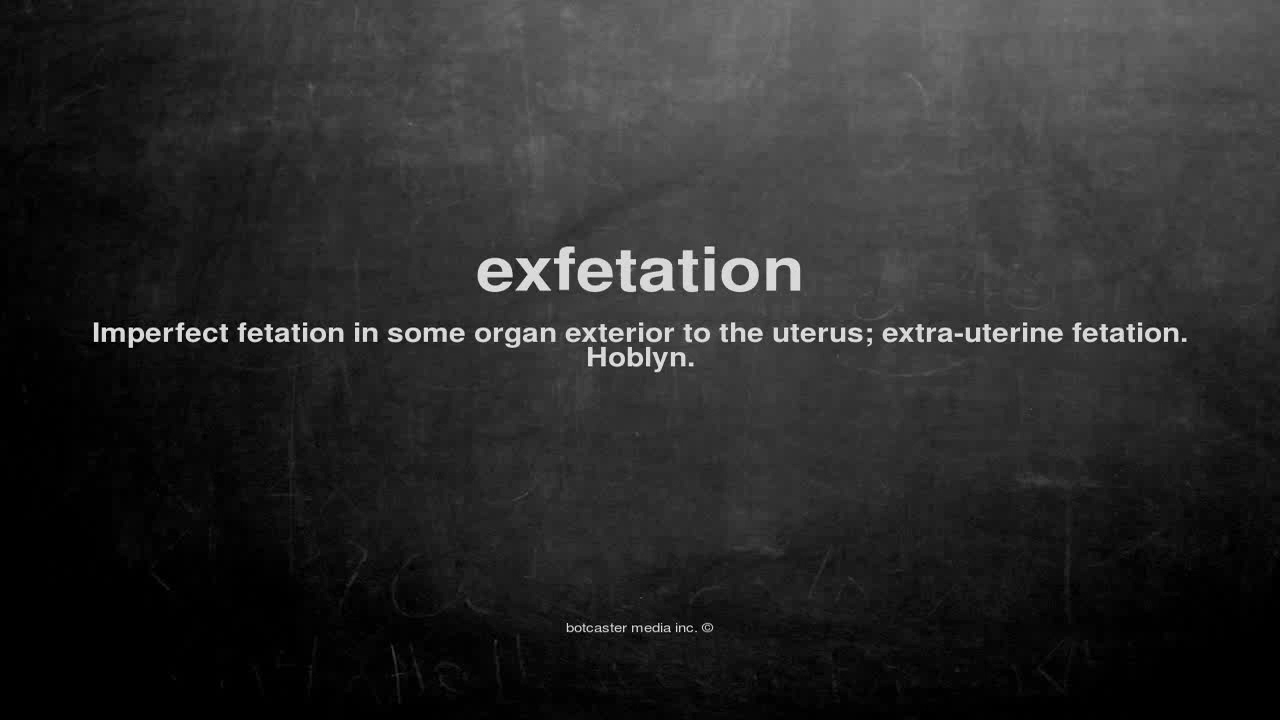 exfetation
Imperfect fetation in some organ exterior to the uterus; extra-uterine fetation.
Hoblyn.
botcaster media inc. ©